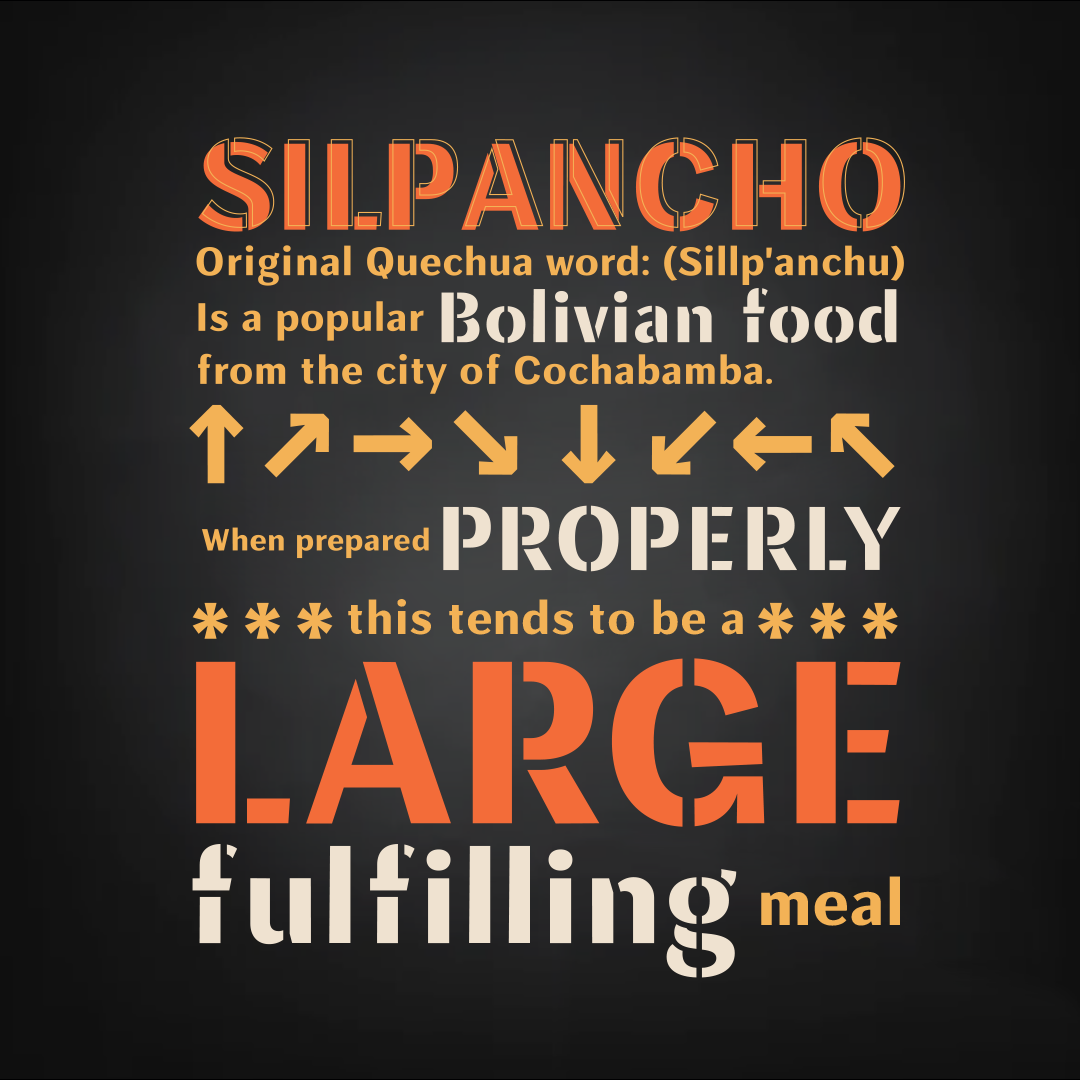 SILPANCHO
Original Quechua word: (Sillp'anchu)
Is a popular Bolivian food
from the city of Cochabamba.
↑ ↗ → ↘ ↓ ↙ ← ↖
When prepared PROPERLY
* * * this tends to be a * * *
LARGE
fulfilling meal